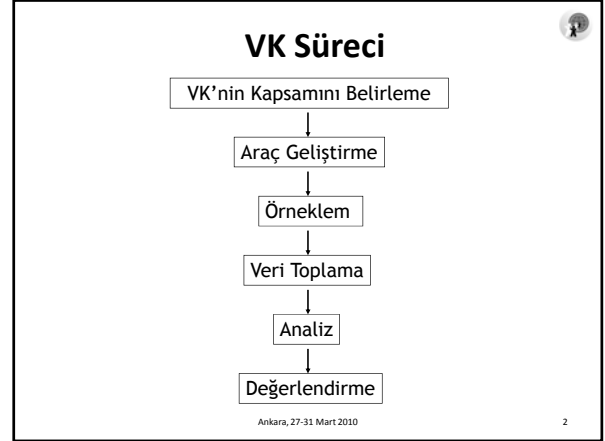 VK Süreci
VK’nin Kapsamını Belirleme
Araç Geliştirme
Örneklem
Veri Toplama
Analiz
Değerlendirme
Ankara, 27-31 Mart 2010
2